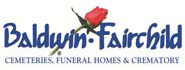 Baldwin·Fairchild
CEMETERIES, FUNERAL HOMES & CREMATORY